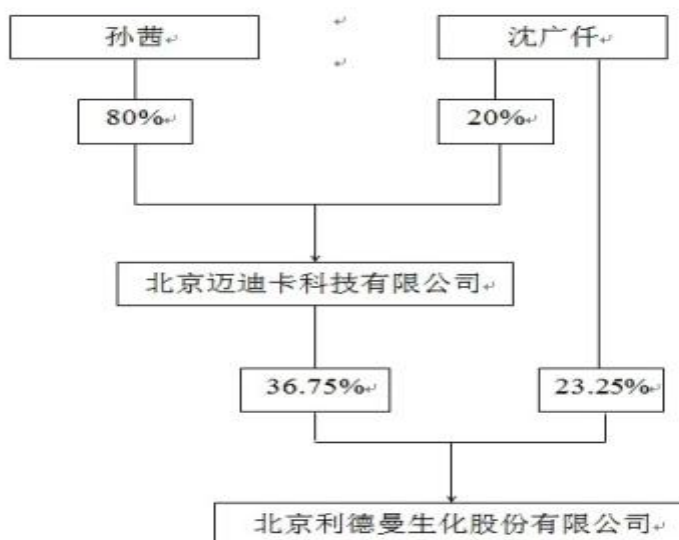 孙茜
沈广仟
80%
20%
北京迈迪卡科技有限公司
36.75%
23.25%
北京利德曼生化股份有限公司